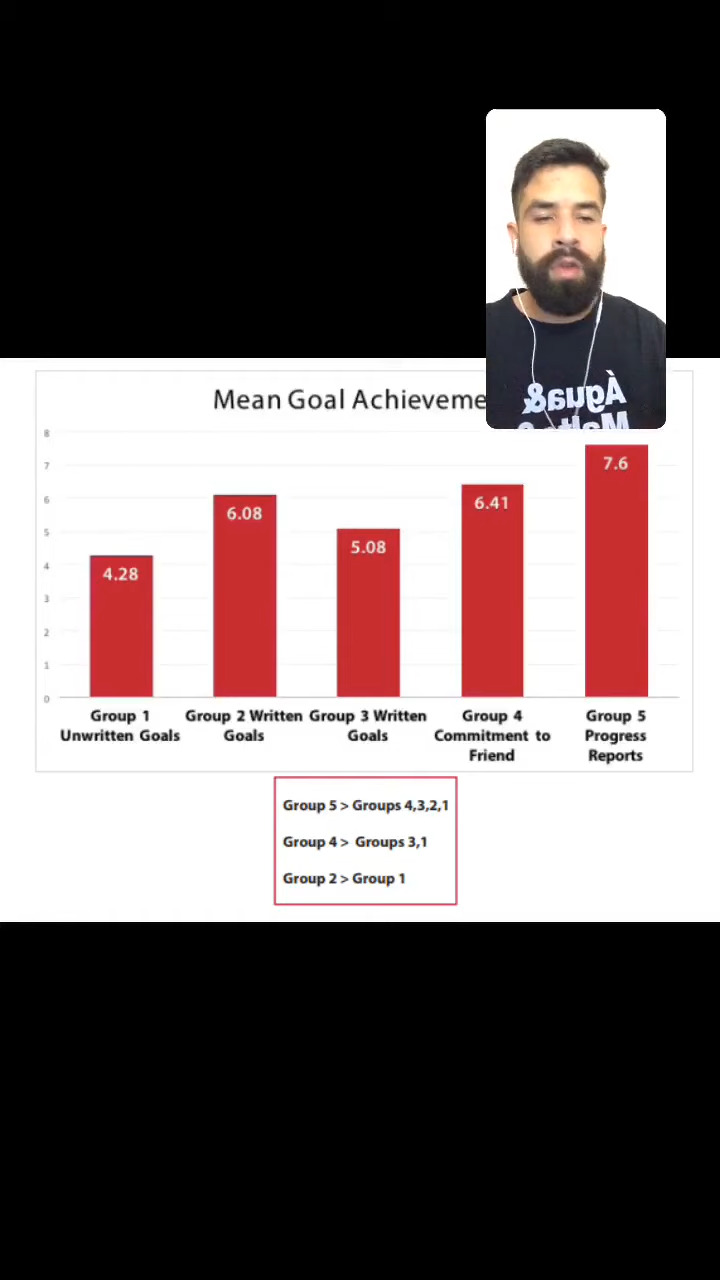 Àgua&
Mean Goal Achieveme
8
7
6
5
4
3
2
1
0
4.28
6.08
5.08
6.41
7.6
Group 1
Unwritten Goals
Group 2 Written
Goals
Group 3 Written
Goals
Group 4
Commitment to
Friend
Group 5
Progress
Reports
Group 5 > Groups 4,3,2,1
Group 4 > Groups 3,1
Group 2 > Group 1